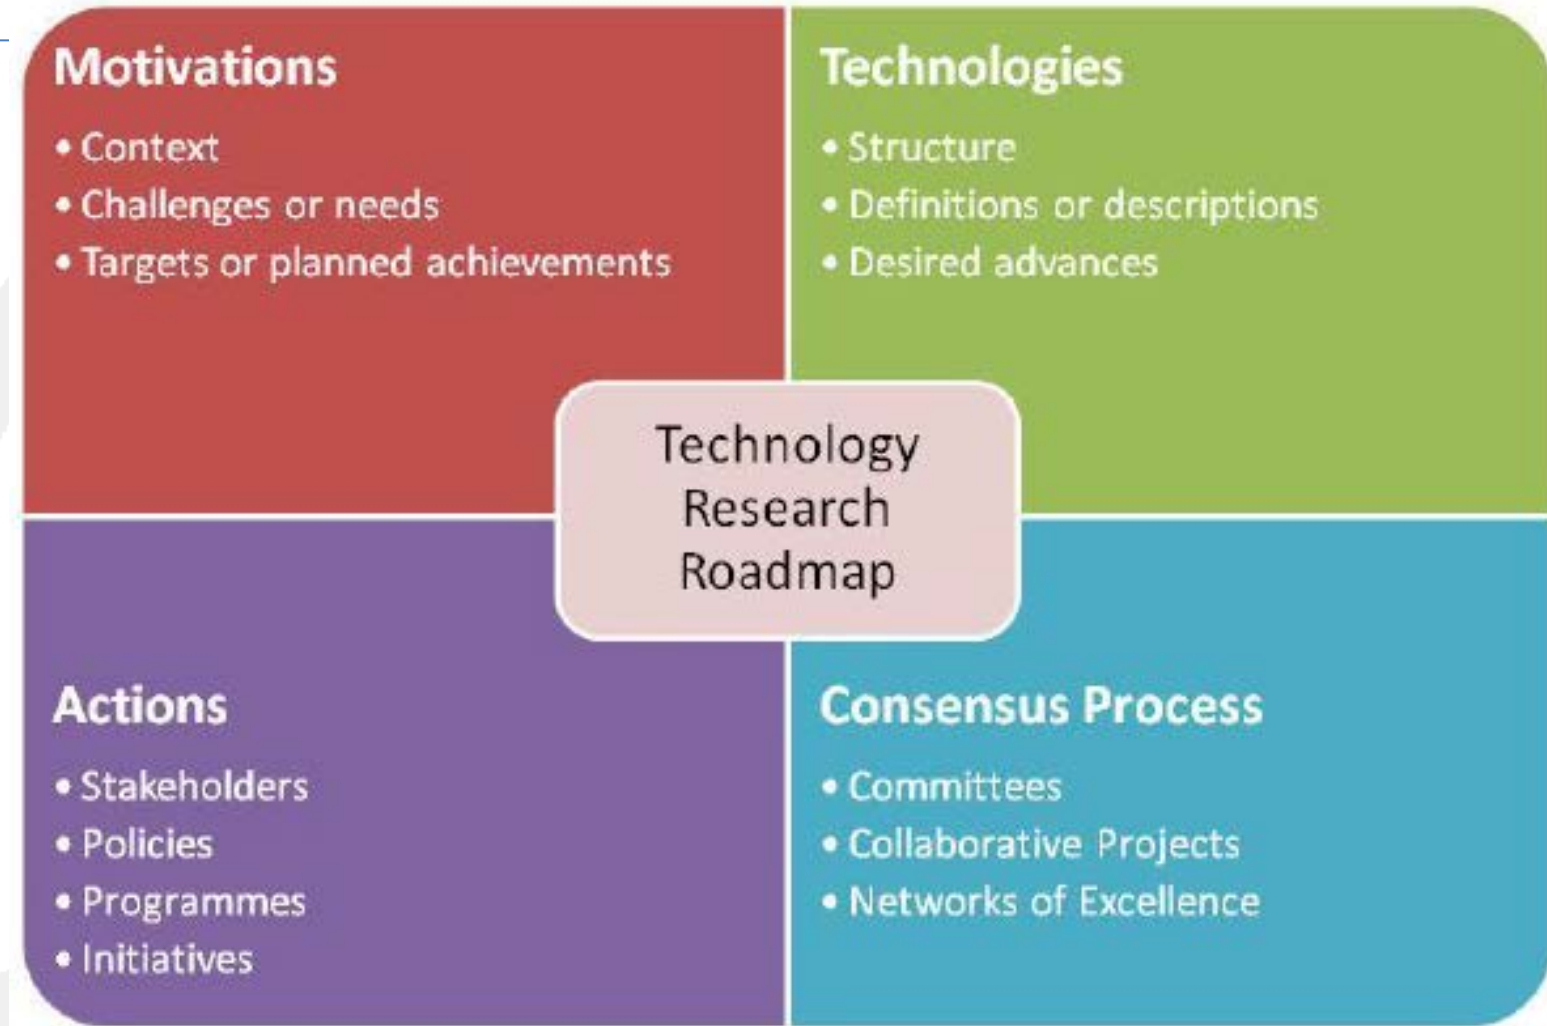 Motivations
• Context
• Challenges or needs
• Targets or planned achievements
Technologies
• Structure
• Definitions or descriptions
• Desired advances
Technology
Research
Roadmap
Actions
• Stakeholders
• Policies
• Programmes
• Initiatives
Consensus Process
• Committees
• Collaborative Projects
• Networks of Excellence